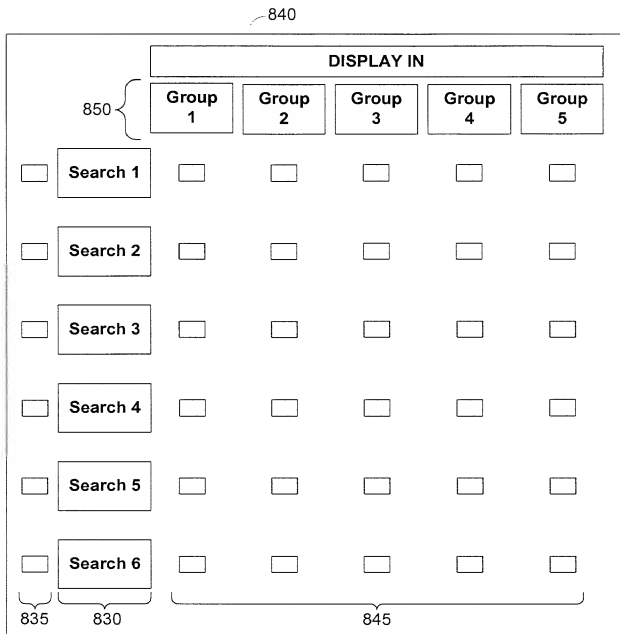 840
DISPLAY IN
850
Group 1
Group 2
Group 3
Group 4
Group 5
Search 1
Search 2
Search 3
Search 4
Search 5
Search 6
835
830
845